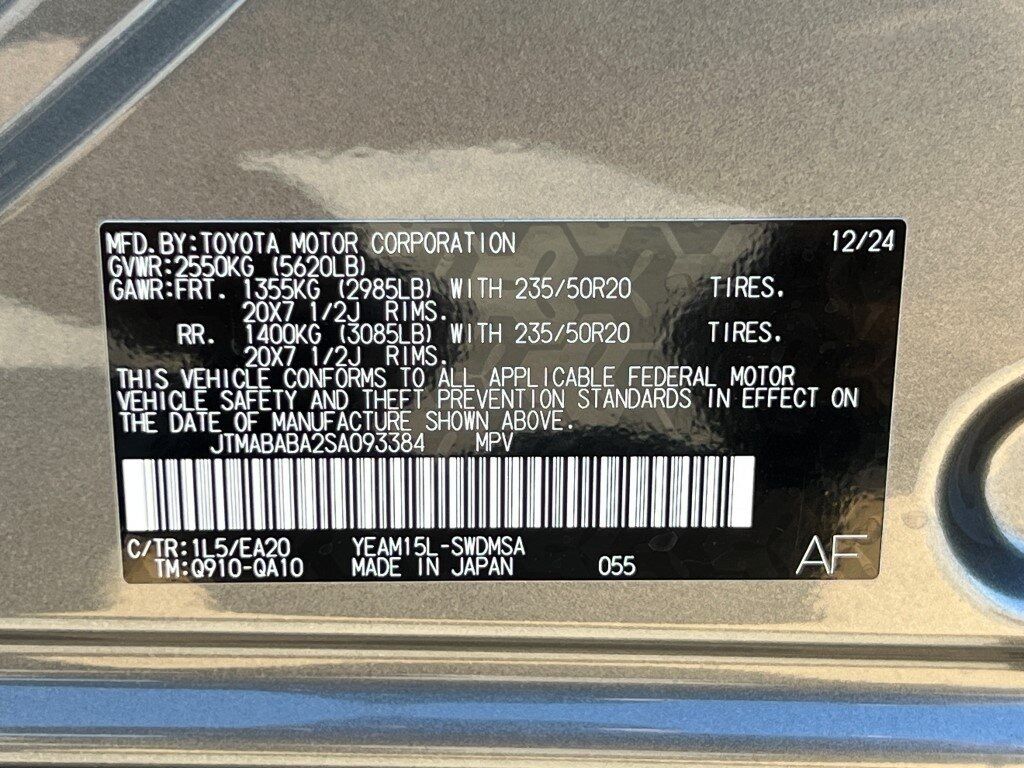 MFD.BY:TOYOTA MOTOR CORPORATION 12/24
GVWR:2550KG (5620LB)
GAWR:FRT. 1355KG (2985LB) WITH 235/50R20 TIRES.
20X7 1/2J RIMS.
RR. 1400KG (3085LB) WITH 235/50R20 TIRES.
20X7 1/2J RIMS.
THIS VEHICLE CONFORMS TO ALL APPLICABLE FEDERAL MOTOR
VEHICLE SAFETY AND THEFT PREVENTION STANDARDS IN EFFECT ON
THE DATE OF MANUFACTURE SHOWN ABOVE.
JTMABABA2SA093384 MPV
C/TR:1L5/EA20 YEAM15L-SWDMSA
TM:Q910-QA10 MADE IN JAPAN 055 AF